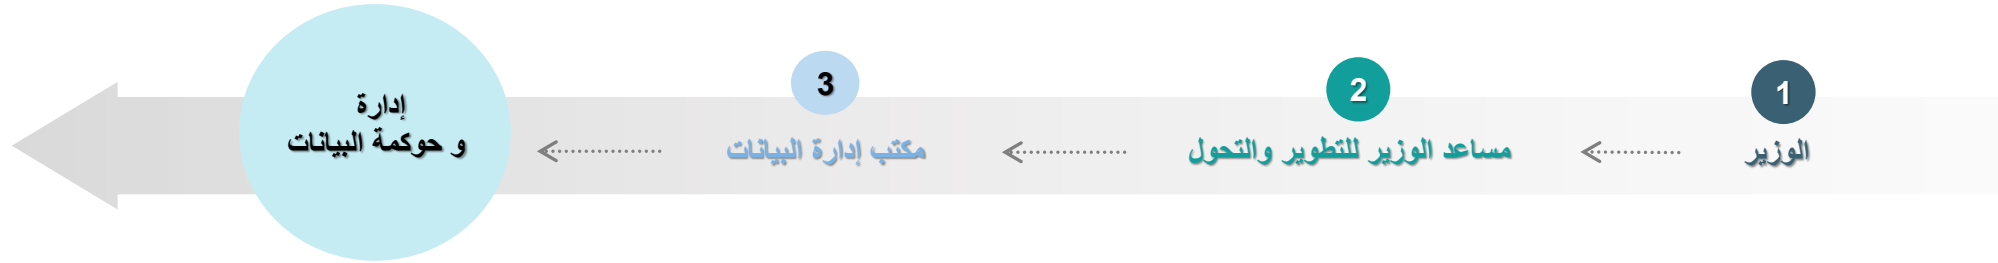 1
الوزير
2
مساعد الوزير للتطوير والتحول
3
مكتب إدارة البيانات
إدارة
و حوكمة البيانات